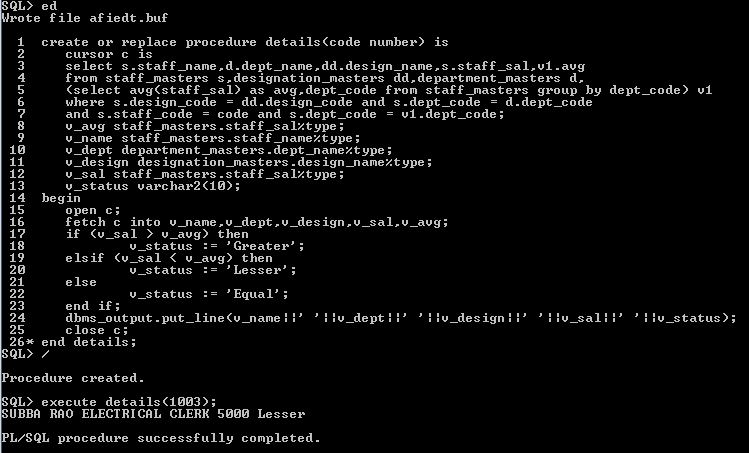 SQL> ed
Wrote file afiedt.buf
1 create or replace procedure details(code number) is
2 cursor c is
3 select s.staff_name,d.dept_name,dd.design_name,s.staff_sal,v1.avg
4 from staff_masters s,designation_masters dd,department_masters d,
5 (select avg(staff_sal) as avg,dept_code from staff_masters group by dept_code) v1
6 where s.design_code = dd.design_code and s.dept_code = d.dept_code
7 and s.staff_code = code and s.dept_code = v1.dept_code;
8 v_avg staff_masters.staff_sal%type;
9 v_name staff_masters.staff_name%type;
10 v_dept department_masters.dept_name%type;
11 v_design designation_masters.design_name%type;
12 v_sal staff_masters.staff_sal%type;
13 v_status varchar2(10);
14 begin
15 open c;
16 fetch c into v_name,v_dept,v_design,v_sal,v_avg;
17 if (v_sal > v_avg) then
18 v_status := 'Greater';
19 elsif (v_sal < v_avg) then
20 v_status := 'Lesser';
21 else
22 v_status := 'Equal';
23 end if;
24 dbms_output.put_line(v_name||' '||v_dept||' '||v_design||' '||v_sal||' '||v_status);
25 close c;
26* end details;
SQL> /
Procedure created.
SQL> execute details(1003);
SUBBA RAO ELECTRICAL CLERK 5000 Lesser
PL/SQL procedure successfully completed.